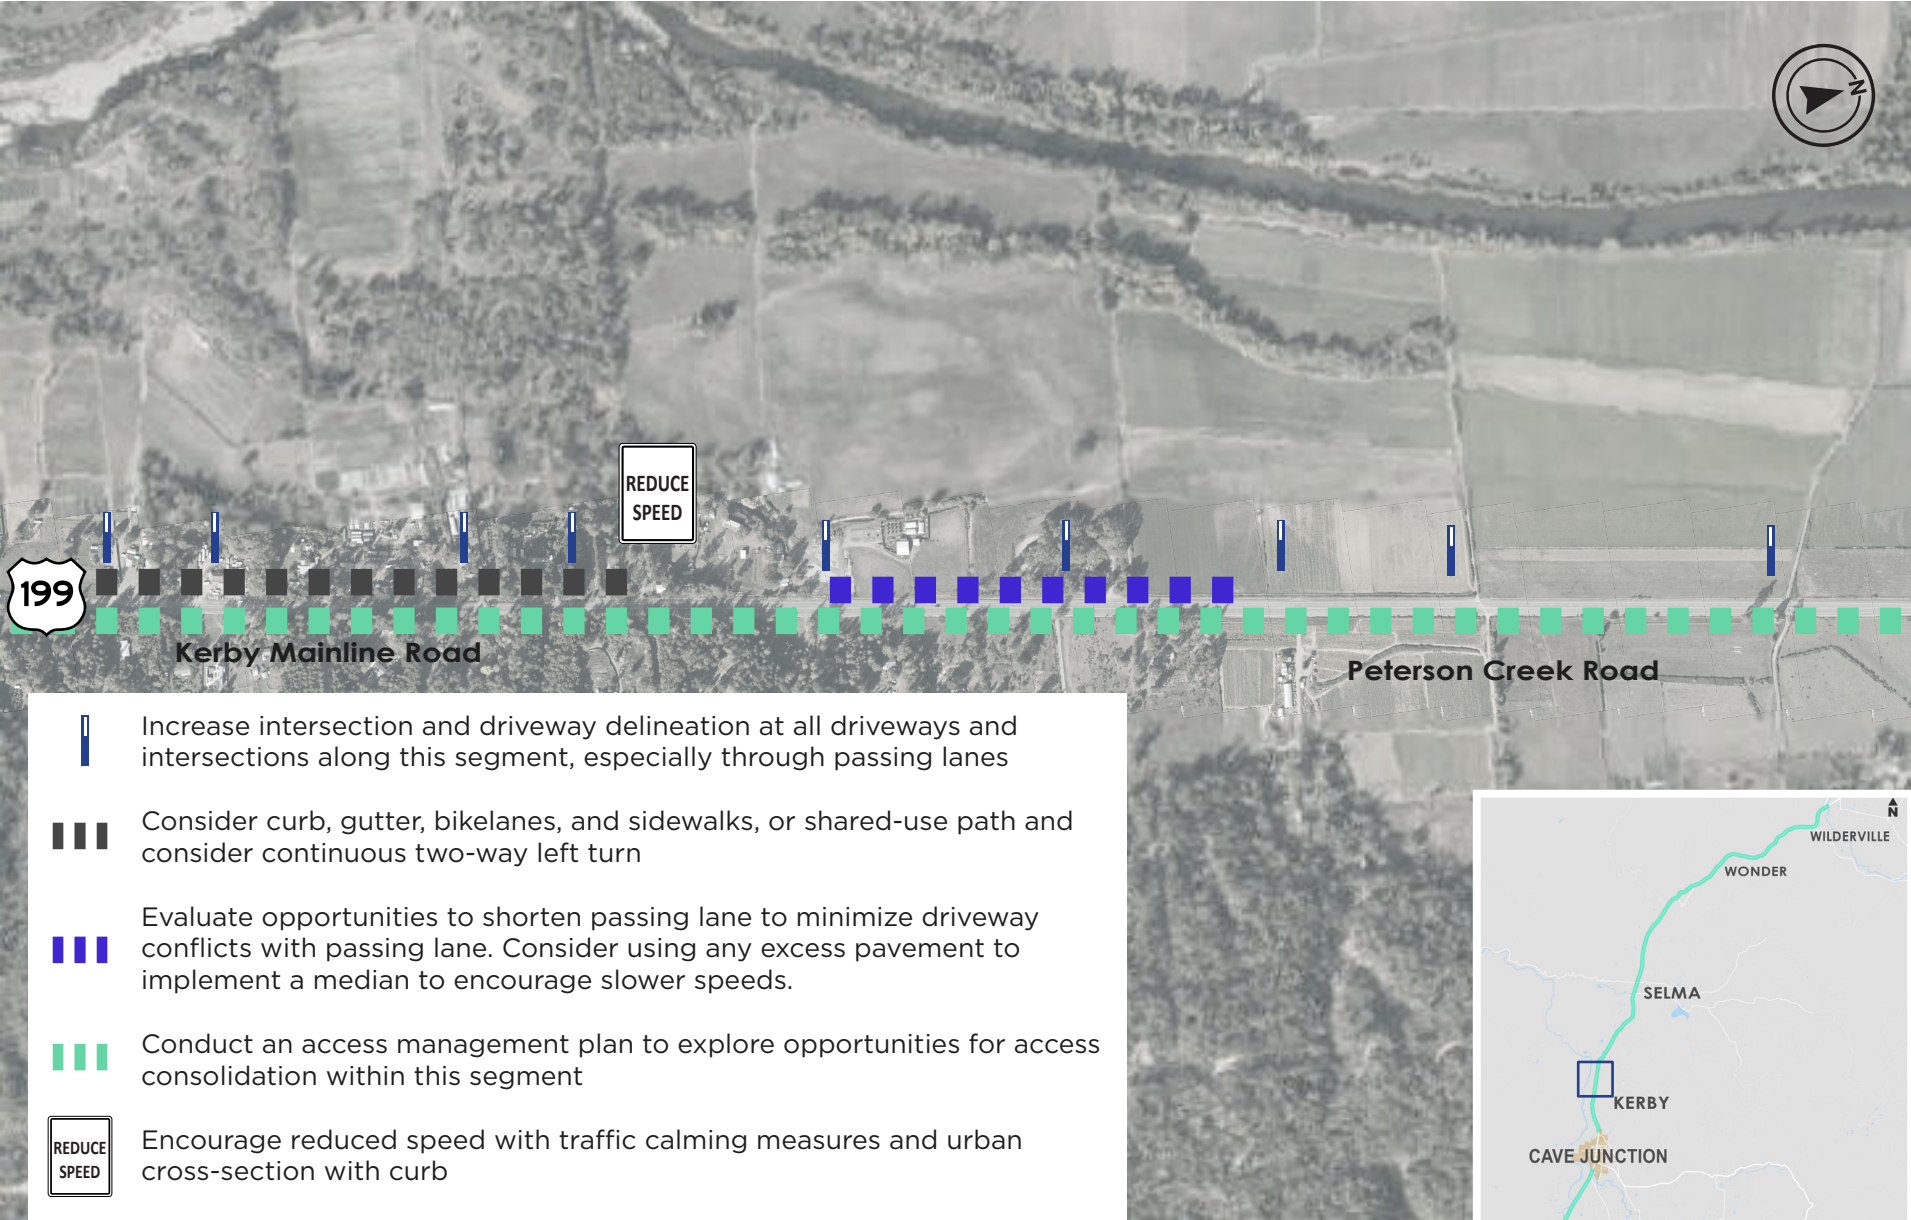 N
REDUCE
SPEED
199
Kerby Mainline Road
Peterson Creek Road
Increase intersection and driveway delineation at all driveways and
intersections along this segment, especially through passing lanes
Consider curb, gutter, bikelanes, and sidewalks, or shared-use path and
consider continuous two-way left turn
Evaluate opportunities to shorten passing lane to minimize driveway
conflicts with passing lane. Consider using any excess pavement to
implement a median to encourage slower speeds.
Conduct an access management plan to explore opportunities for access
consolidation within this segment
REDUCE
SPEED
Encourage reduced speed with traffic calming measures and urban
cross-section with curb
N
WILDERVILLE
WONDER
SELMA
KERBY
CAVE JUNCTION